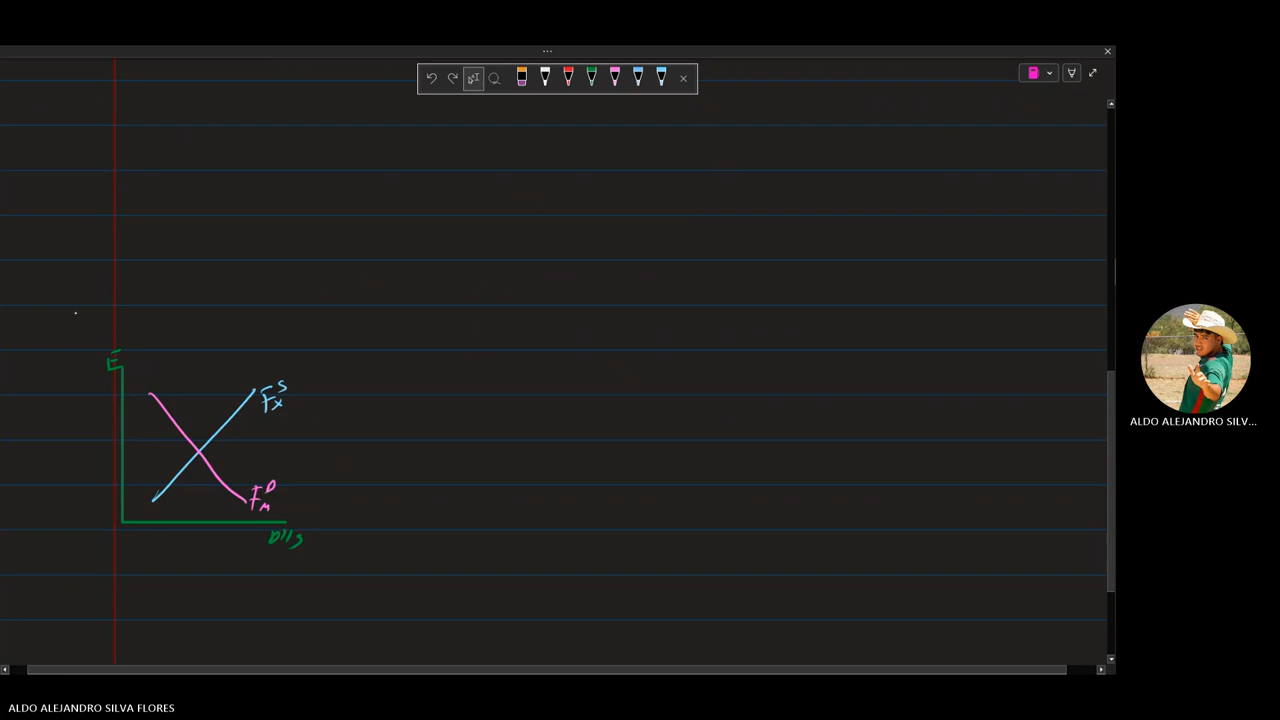 E
F^S_X
F^D_M
Dlls
ALDO ALEJANDRO SILV...
ALDO ALEJANDRO SILVA FLORES